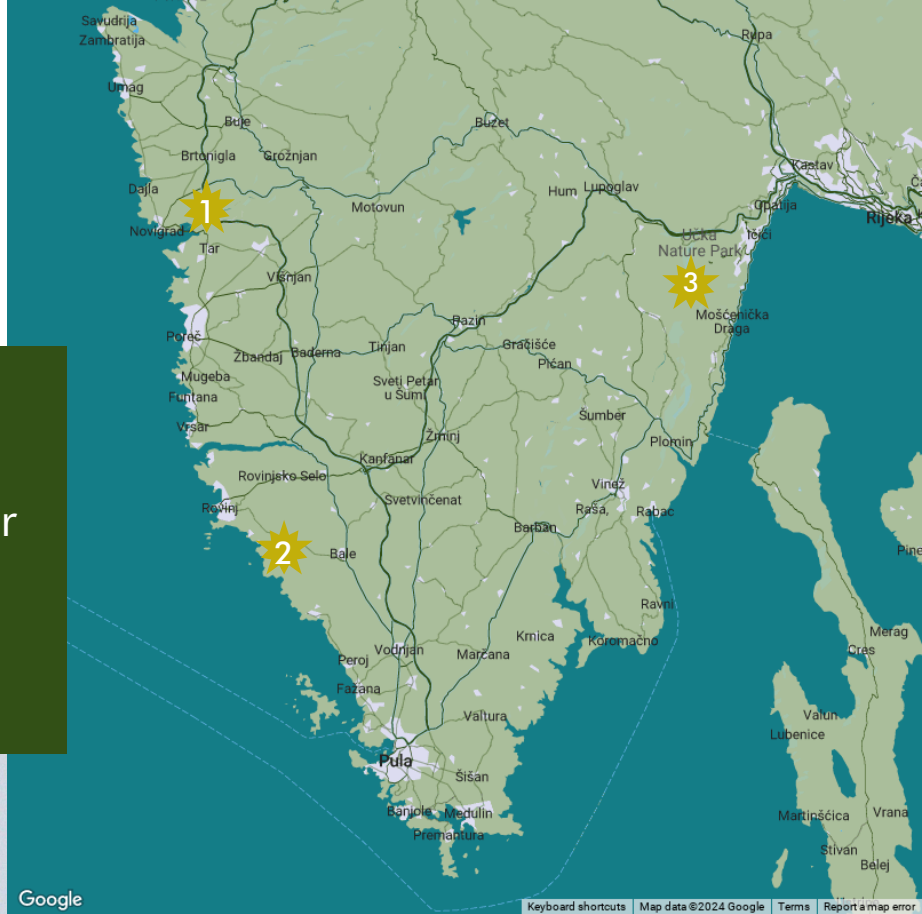 Savudrija
Zambratija
Rupa
Umag
Buje
Buzet
Brtonigla
Grožnjan
Kastav
Dajla
Hum
Lupoglav
1
Motovun
Opatija
Rijeka
Novigrad
Učka
Nature Park
Ičići
Tar
Višnjan
3
Mošćenička
Draga
Pazin
Poreč
Žbandaj
Baderna
Tinjan
Gračišće
Pićan
Mugeba
Sveti Petar
u Šumi
Funtana
Šumber
Vrsar
Žminj
Plomin
Kanfanar
Rovinjsko Selo
Vinež
Svetvinčenat
Rovinj
Raša,
Rabac
r
Barban
2
Bale
Pine
Ravni
Krnica
Koromačno
Merag
Cres
Vodnjan
Marčana
Peroj
Fažana
Valtura
Valun
Lubenice
Pula
Šišan
Banjole
Medulin
Martinšćica
Vrana
Premantura
Stivan
Belej
Google
Keyboard shortcuts
Map data ©2024 Google
Terms
Report a map error